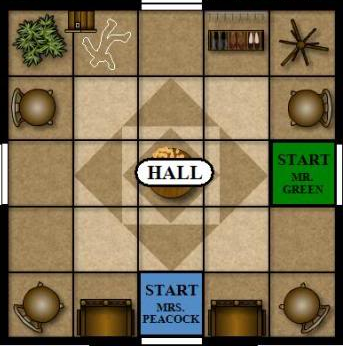 HALL
START
MR.
GREEN
START
MRS.
PEACOCK